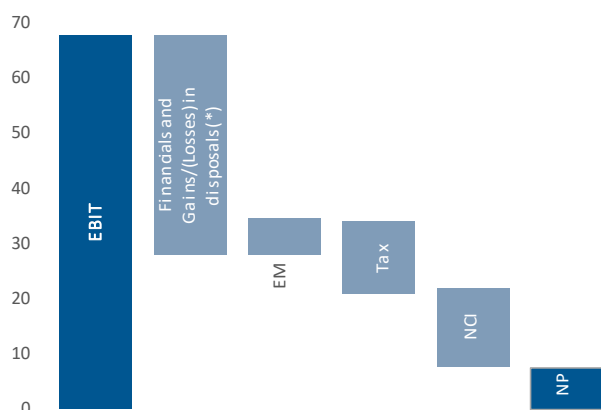 70
60
50
40
30
20
10
0
EBIT
Financials and
Gains/(Losses) in
disposals(*)
EM
Tax
NCI
NP